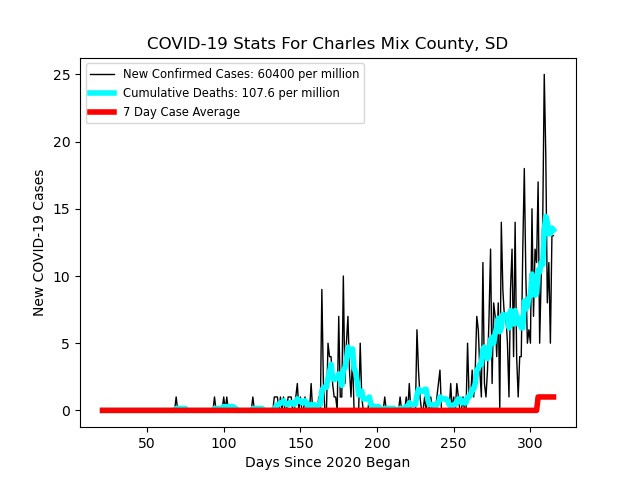 COVID-19 Stats For Charles Mix County, SD
New Confirmed Cases: 60400 per million
Cumulative Deaths: 107.6 per million
7 Day Case Average
New COVID-19 Cases
25
20
15
10
5
0
50 100 150 200 250 300
Days Since 2020 Began